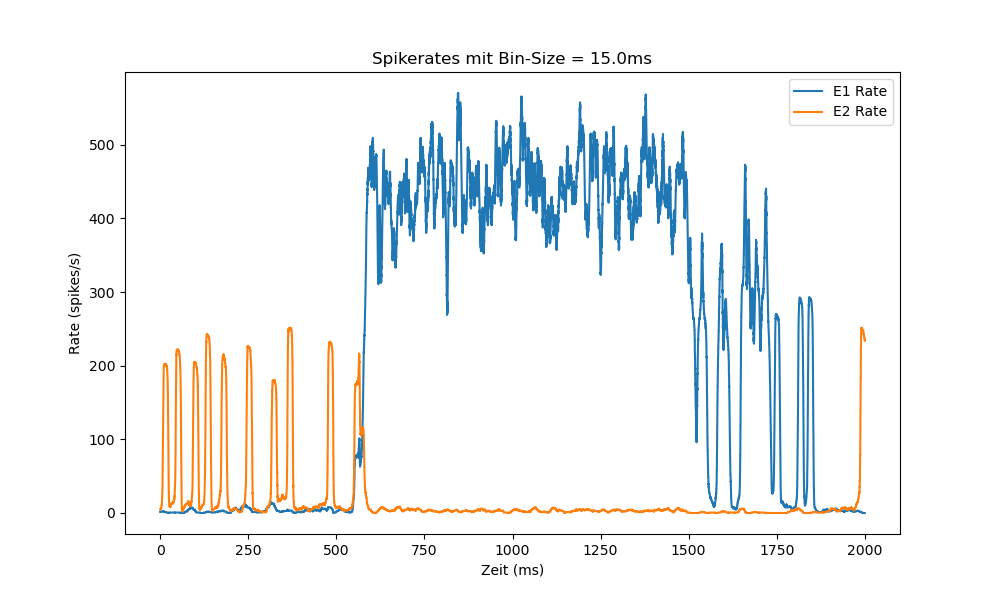 Spikerates mit Bin-Size = 15.0ms
E1 Rate
E2 Rate
500
400
300
200
100
0
Rate (spikes/s)
0 250 500 750 1000 1250 1500 1750 2000
Zeit (ms)